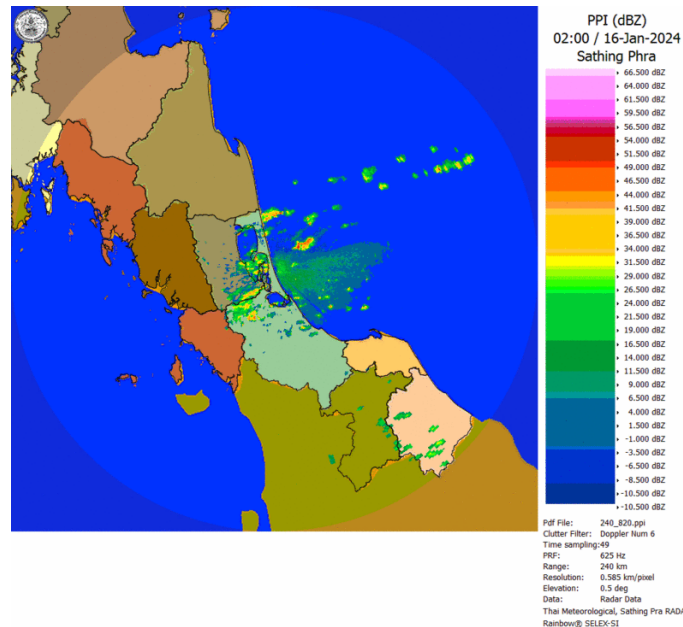 PPI (dBZ)
02:00 / 16-Jan-2024
Sathing Phra
66.500 dBZ
64.000 dBZ
61.500 dBZ
59.500 dBZ
56.500 dBZ
54.000 dBZ
51.500 dBZ
49.000 dBZ
46.500 dBZ
44.000 dBZ
41.500 dBZ
39.000 dBZ
36.500 dBZ
34.000 dBZ
31.500 dBZ
29.000 dBZ
26.500 dBZ
24.000 dBZ
21.500 dBZ
19.000 dBZ
16.500 dBZ
14.000 dBZ
11.500 dBZ
9.000 dBZ
6.500 dBZ
4.000 dBZ
1.500 dBZ
-1.000 dBZ
-3.500 dBZ
-6.500 dBZ
-8.500 dBZ
-10.500 dBZ
-10.500 dBZ
Pdf File: 240_820.ppi
Clutter Filter: Doppler Num 6
Time sampling:49
PRF: 625 Hz
Range: 240 km
Resolution: 0.585 km/pixel
Elevation: 0.5 deg
Data: Radar Data
Thai Meteorological, Sathing Pra RADA
Rainbow® SELEX-SI